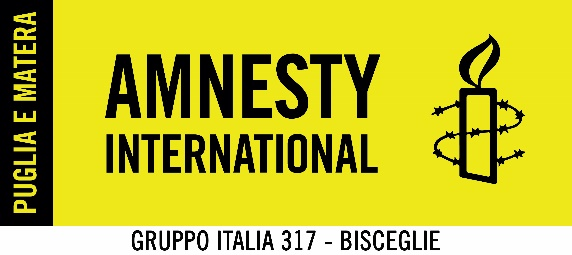 PUGLIA E MATERA
AMNESTY
INTERNATIONAL
GRUPPO ITALIA 317 - BISCEGLIE